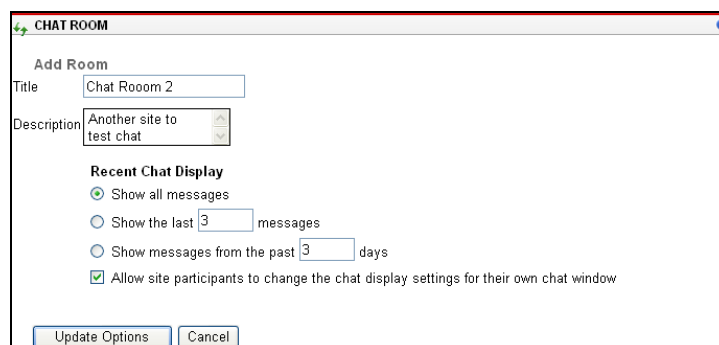 CHAT ROOM
Add Room
Title Chat Rooom 2
Description Another site to
test chat
Recent Chat Display
Show all messages
Show the last 3 messages
Show messages from the past 3 days
Allow site participants to change the chat display settings for their own chat window
Update Options Cancel